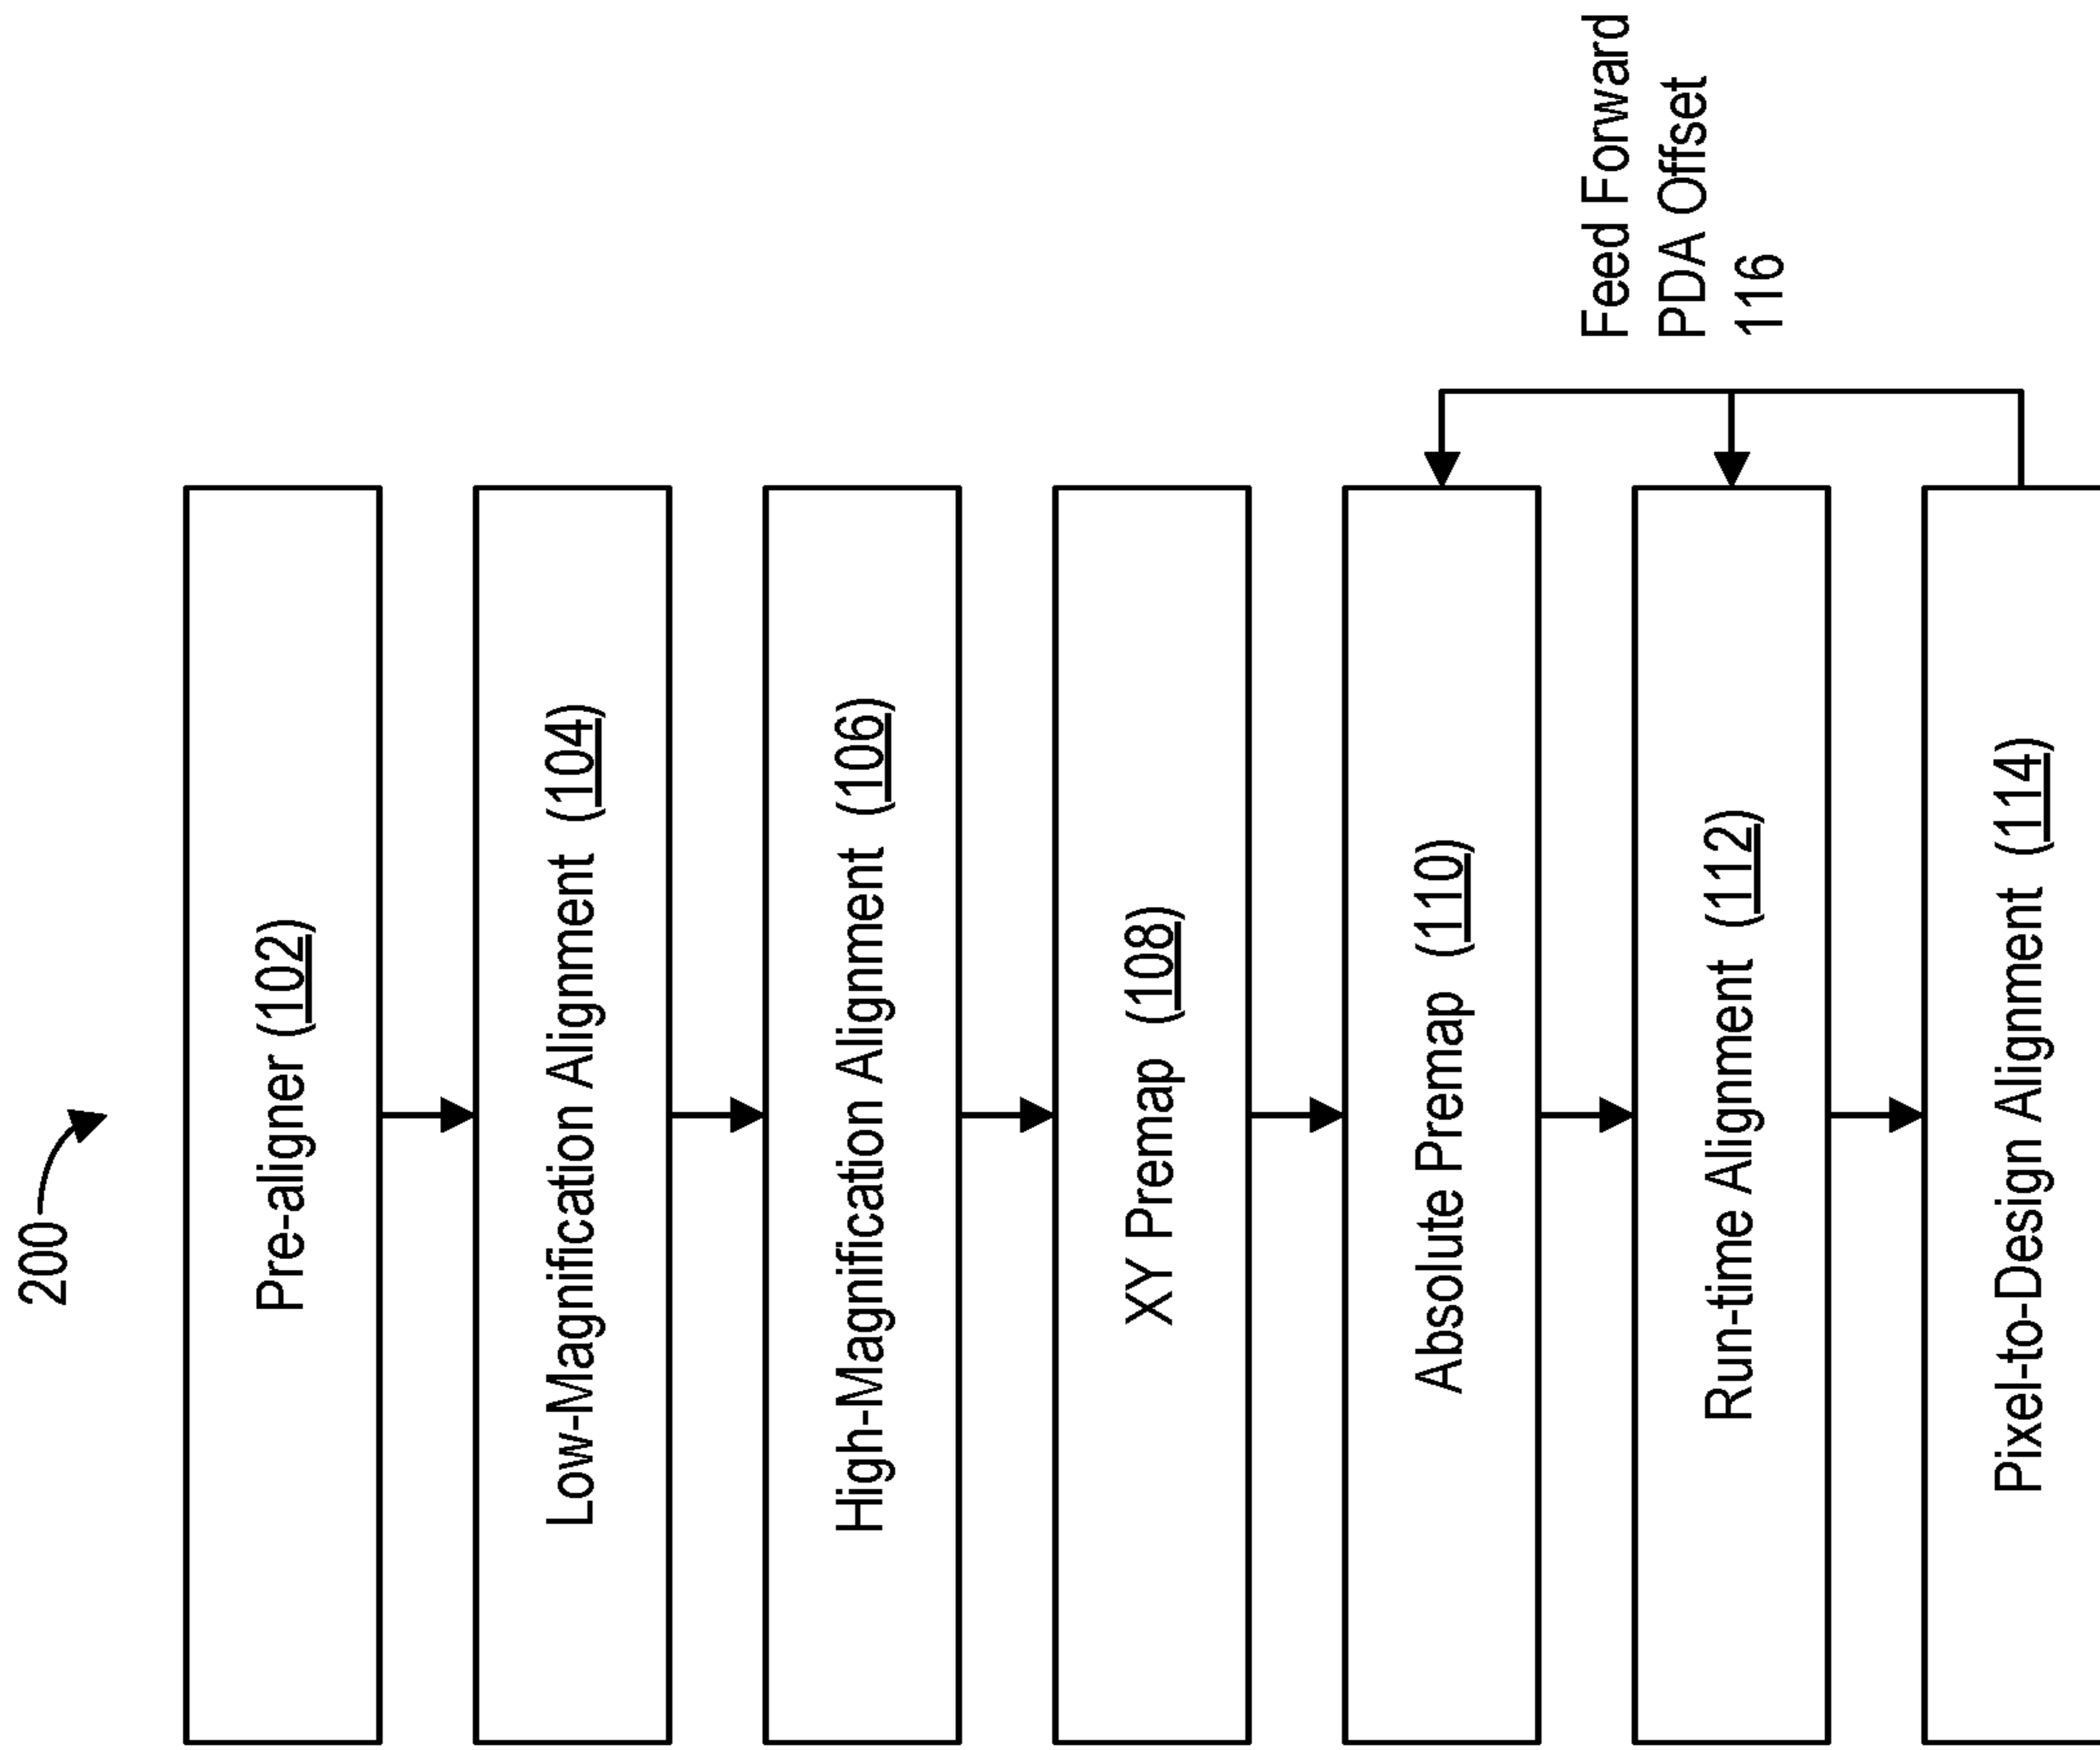 200
Pre-aligner (102)
Low-Magnification Alignment (104)
High-Magnification Alignment (106)
XY Premap (108)
Absolute Premap (110)
Run-time Alignment (112)
Pixel-to-Design Alignment (114)
Feed Forward
PDA Offset
116